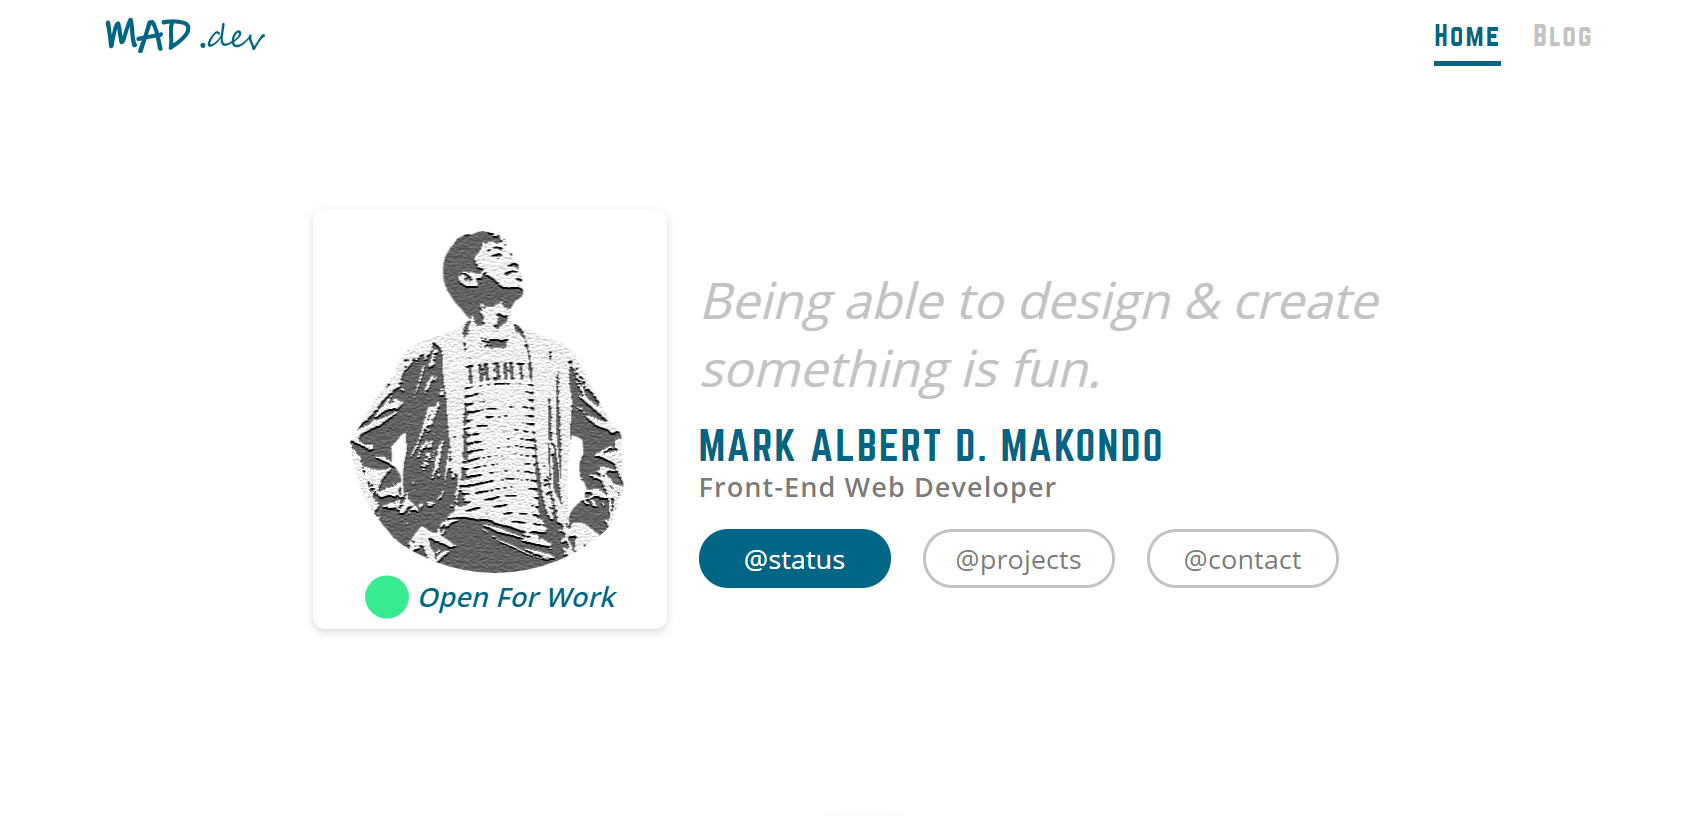 MAD .dev
Home Blog
Being able to design & create
something is fun.
MARK ALBERT D. MAKONDO
Front-End Web Developer
@status @projects @contact
Open For Work